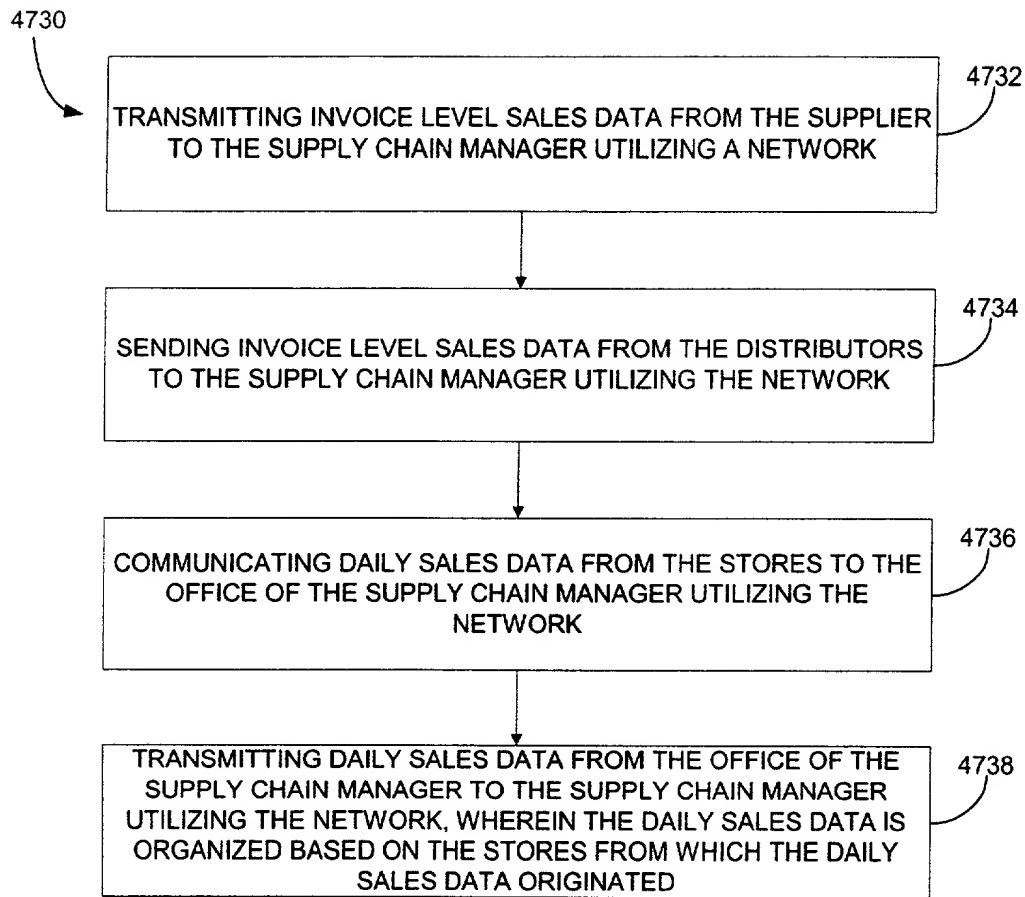 4730
4732
TRANSMITTING INVOICE LEVEL SALES DATA FROM THE SUPPLIER
TO THE SUPPLY CHAIN MANAGER UTILIZING A NETWORK
4734
SENDING INVOICE LEVEL SALES DATA FROM THE DISTRIBUTORS
TO THE SUPPLY CHAIN MANAGER UTILIZING THE NETWORK
4736
COMMUNICATING DAILY SALES DATA FROM THE STORES TO THE
OFFICE OF THE SUPPLY CHAIN MANAGER UTILIZING THE
NETWORK
4738
TRANSMITTING DAILY SALES DATA FROM THE OFFICE OF THE
SUPPLY CHAIN MANAGER TO THE SUPPLY CHAIN MANAGER
UTILIZING THE NETWORK, WHEREIN THE DAILY SALES DATA IS
ORGANIZED BASED ON THE STORES FROM WHICH THE DAILY
SALES DATA ORIGINATED